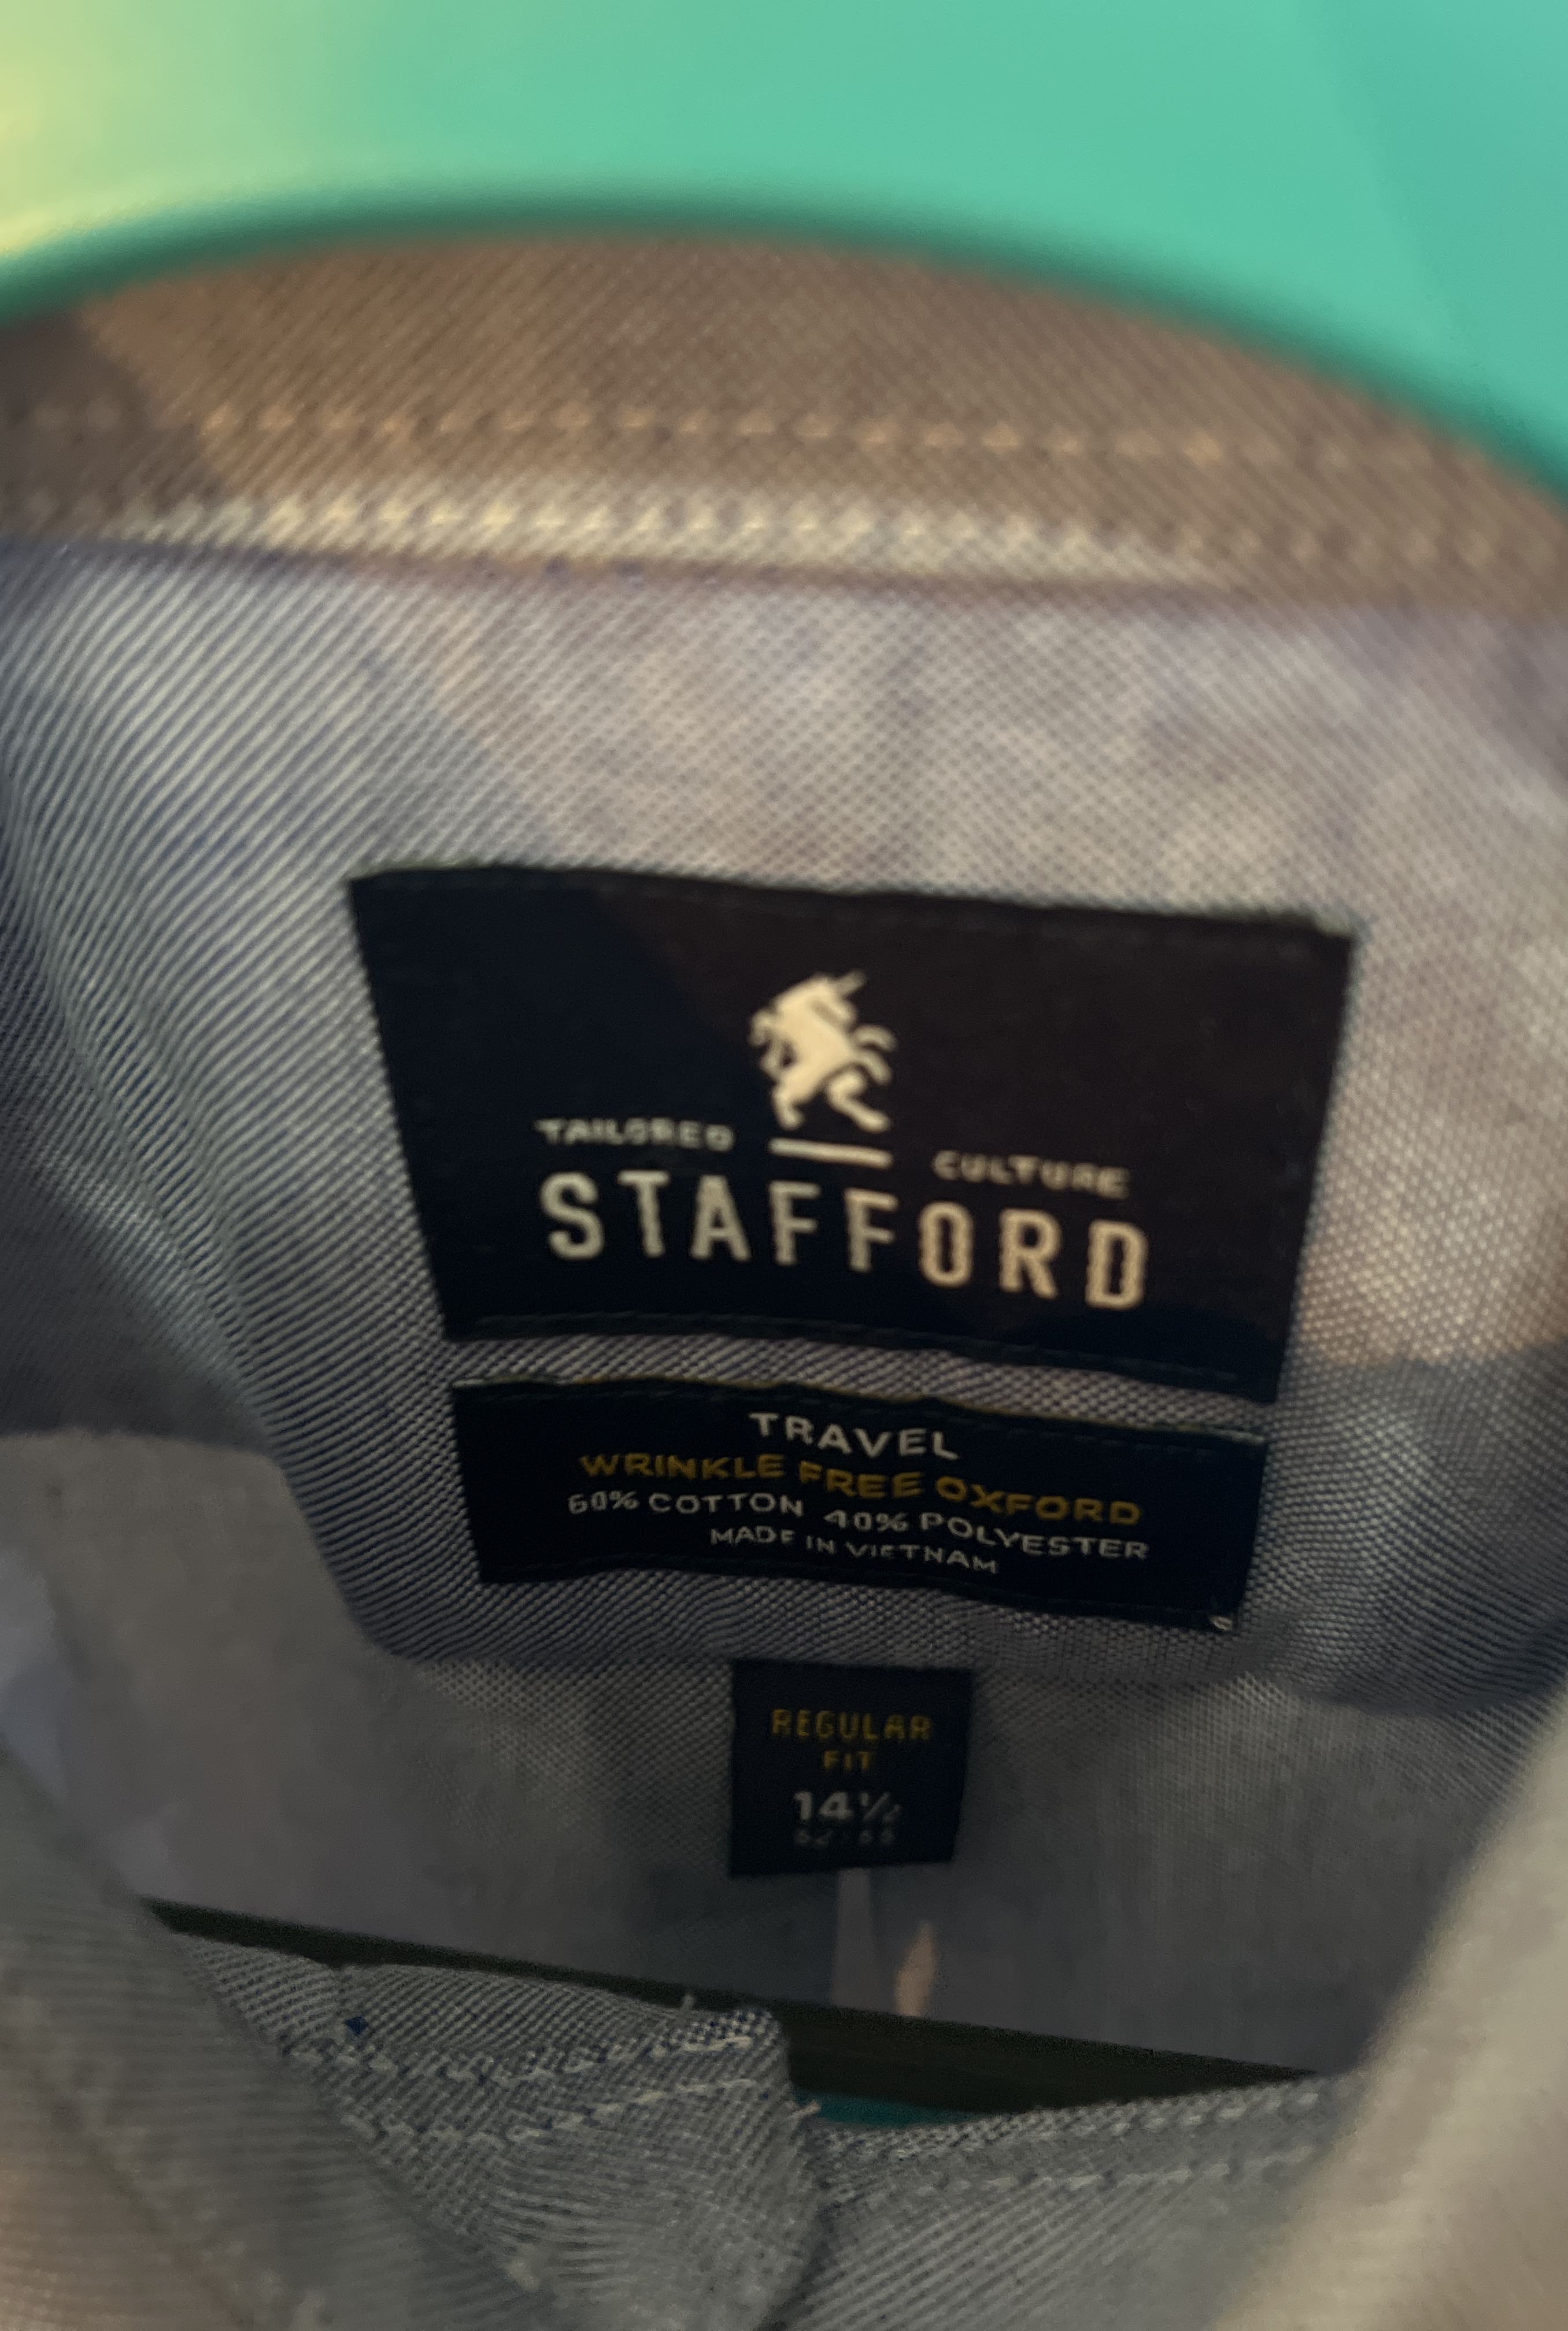 TAILORED CULTURE
STAFFORD
TRAVEL
WRINKLE FREE OXFORD
60% COTTON 40% POLYESTER
MADE IN VIETNAM
REGULAR
FIT
14½